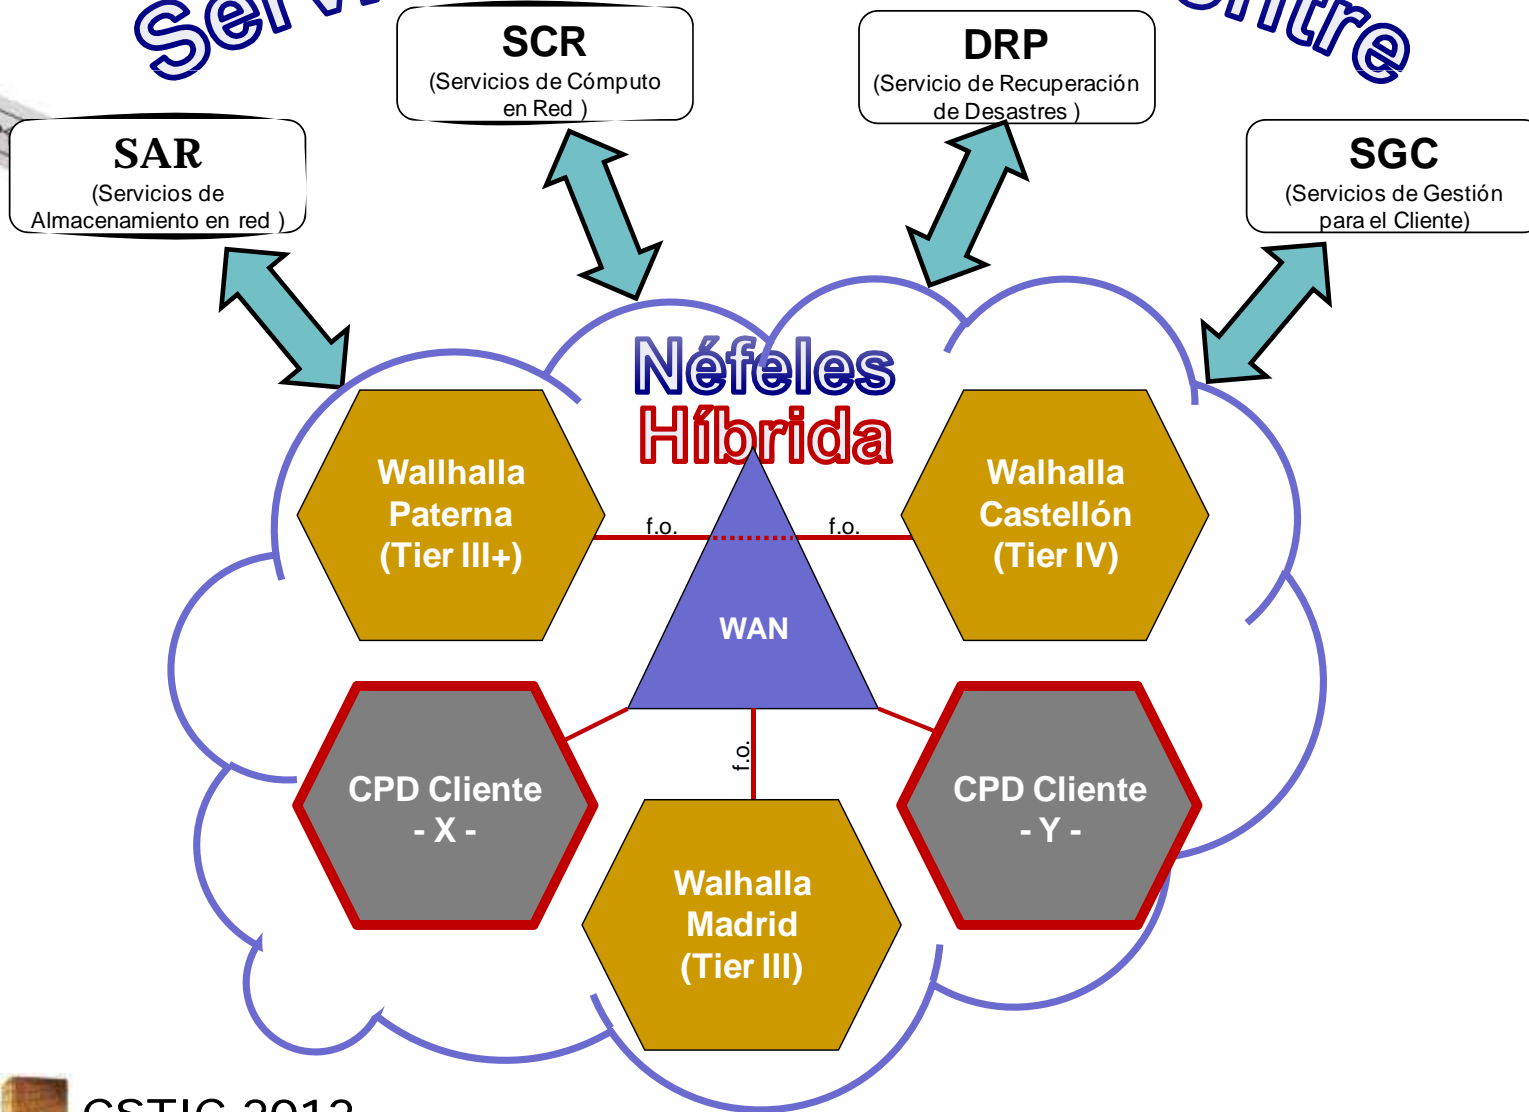 SCR
(Servicios de Cómputo
en Red )
DRP
(Servicio de Recuperación
de Desastres )
SAR
(Servicios de
Almacenamiento en red )
SGC
(Servicios de Gestión
para el Cliente)
Néfeles
Híbrida
Wallhalla
Paterna
(Tier III+)
f.o.
f.o.
Walhalla
Castellón
(Tier IV)
WAN
f.o.
CPD Cliente
- X -
CPD Cliente
- Y -
Walhalla
Madrid
(Tier III)
CSTIC 2012